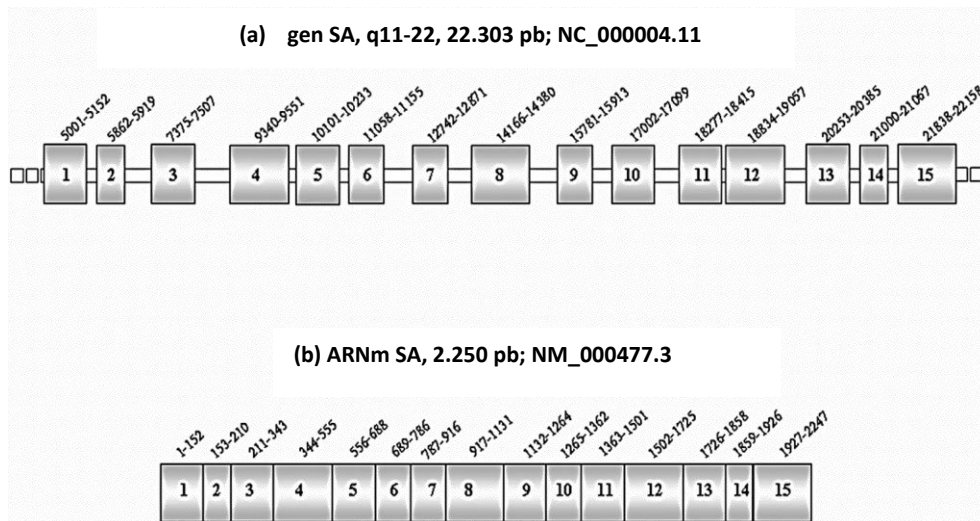 (a) gen SA, q11-22, 22.303 pb; NC_000004.11
5001-5152 5862-5919 7375-7507 9340-9551 10101-10233 11058-11155 12742-12871 14166-14380 15781-15913 17002-17099 18277-18415 18834-19057 20253-20385 21000-21067 21838-22158
1 2 3 4 5 6 7 8 9 10 11 12 13 14 15
(b) ARNm SA, 2.250 pb; NM_000477.3
1-152 153-210 211-343 344-555 556-688 689-786 787-916 917-1131 1112-1264 1265-1362 1363-1501 1502-1725 1726-1858 1859-1926 1927-2247
1 2 3 4 5 6 7 8 9 10 11 12 13 14 15